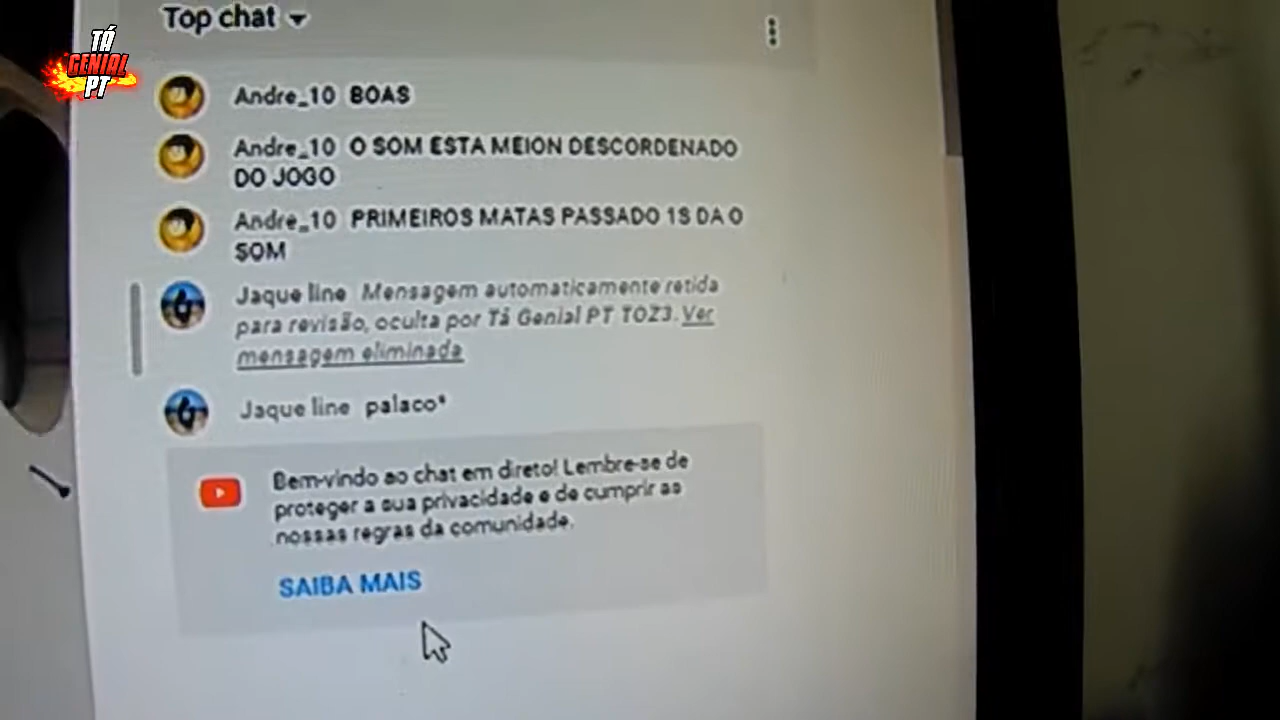 Top chat
TÁ
GENIAL
PT
Andre_10 BOAS
Andre_10 O SOM ESTA MEION DESCORDENADO
DO JOGO
Andre_10 PRIMEIROS MATAS PASSADO 1S DA O
SOM
Jaque line Mensagem automaticamente retida
para revisão, oculta por Tá Genial PT TOZ3. Ver
mensagem eliminada
Jaque line palaco*
Bem-vindo ao chat em direto! Lembre-se de
proteger a sua privacidade e de cumprir as
nossas regras da comunidade.
SAIBA MAIS